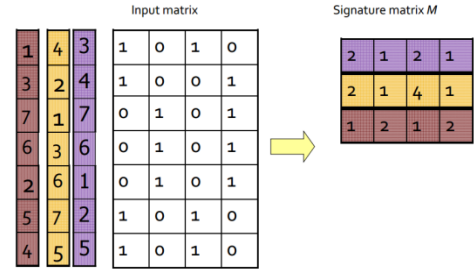 Input matrix Signature matrix M
1 4 3 1 0 1 0
3 2 4 1 0 0 1 2 1 2 1
7 1 7 0 1 0 1 2 1 4 1
6 3 6 0 1 0 1 1 2 1 2
2 6 1 0 1 0 1
5 7 2 1 0 1 0
4 5 5 1 0 1 0